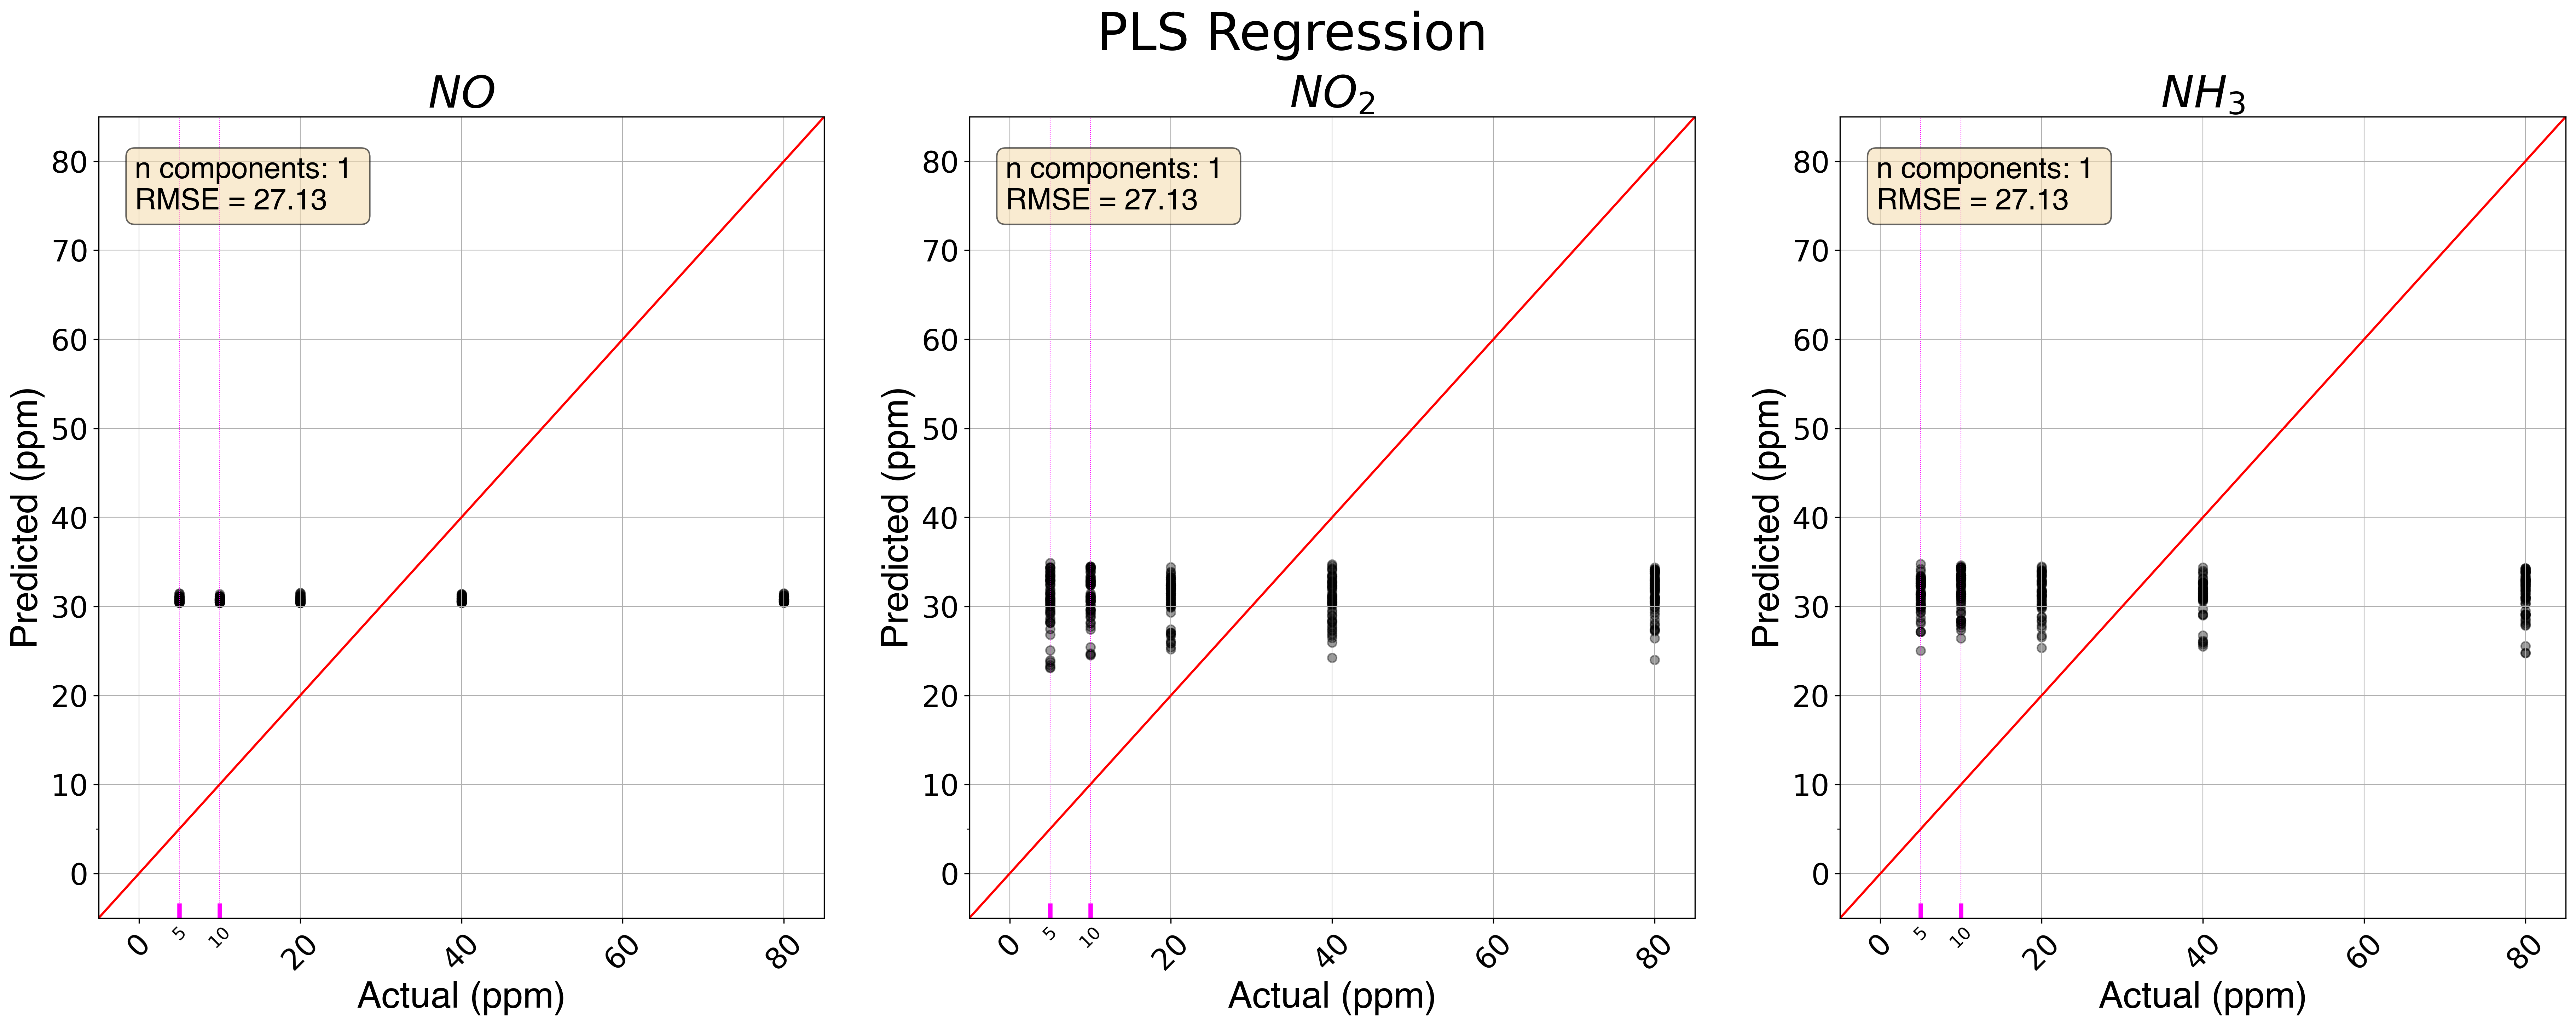 PLS Regression
NO
n components: 1
RMSE = 27.13
Predicted (ppm)
80
70
60
50
40
30
20
10
0
0 5 10 20 40 60 80
Actual (ppm)
NO₂
n components: 1
RMSE = 27.13
Predicted (ppm)
80
70
60
50
40
30
20
10
0
0 5 10 20 40 60 80
Actual (ppm)
NH₃
n components: 1
RMSE = 27.13
Predicted (ppm)
80
70
60
50
40
30
20
10
0
0 5 10 20 40 60 80
Actual (ppm)